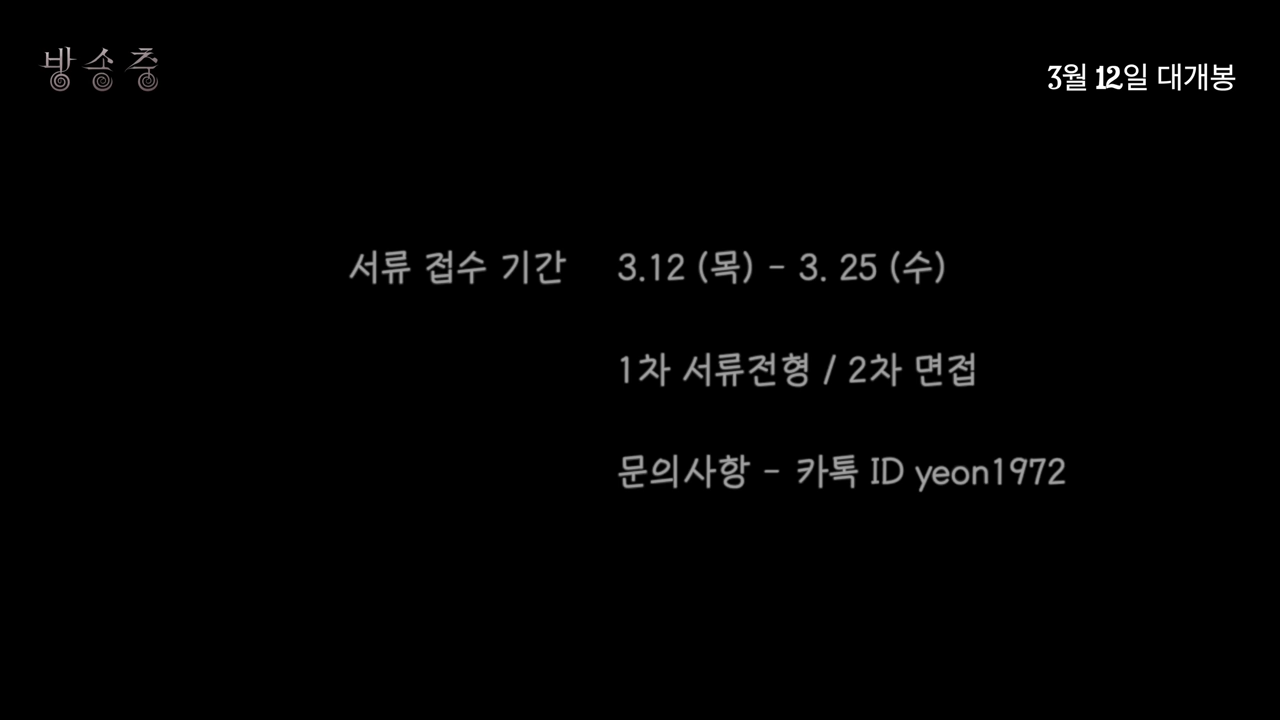 방송충
3월 12일 대개봉
서류 접수 기간 3.12 (목) - 3. 25 (수)
1차 서류전형 / 2차 면접
문의사항 - 카톡 ID yeon1972